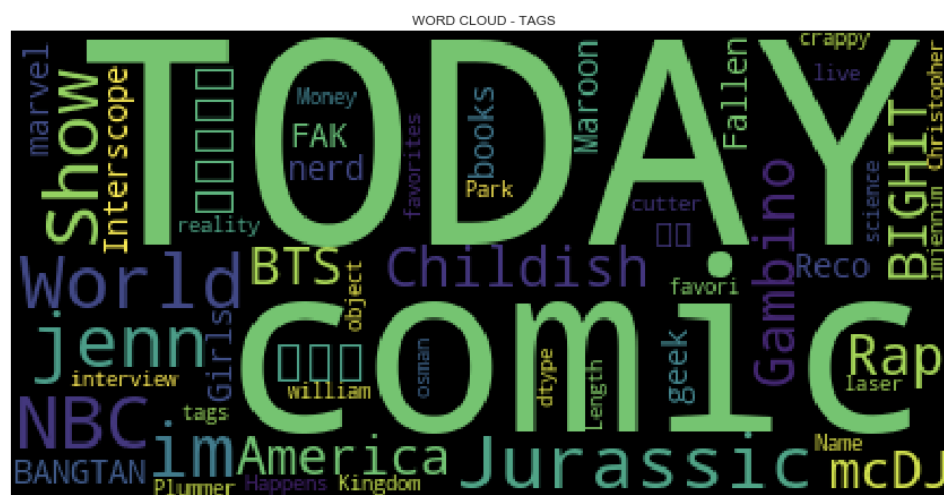 WORD CLOUD - TAGS
TODAY
comic
Show
marvel
Interscope
reality
Money
FAK
nerd
favorites
books
Park
Maroon
Fallen
crappy
live
cutter
science
BIGHIT
Christopher
imjennim
World
BTS
Childish
Gambino
Reco
favori
object
jenn
Girls
interview
william
osman
dtype
Length
geek
Rap
laser
tags
NBC
im
America
Jurassic
Name
mcDJ
BANGTAN
Plummer
Happens
Kingdom